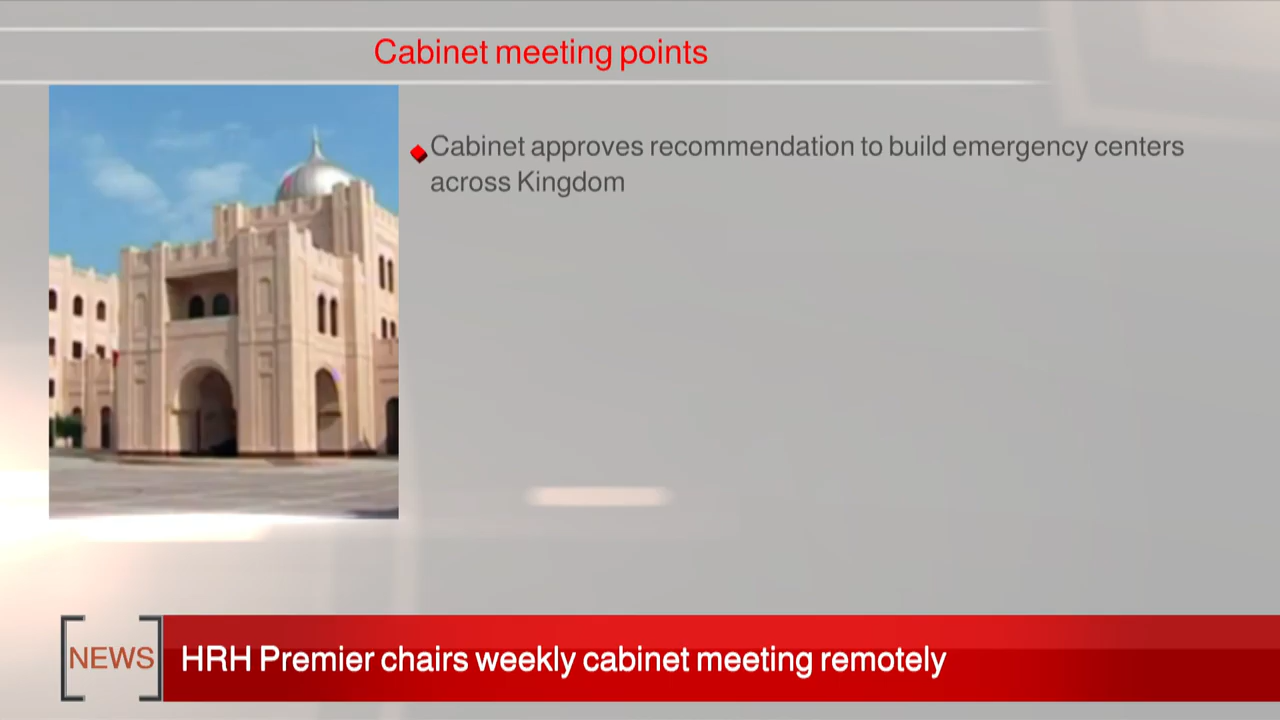 Cabinet meeting points
Cabinet approves recommendation to build emergency centers
across Kingdom
NEWS
HRH Premier chairs weekly cabinet meeting remotely